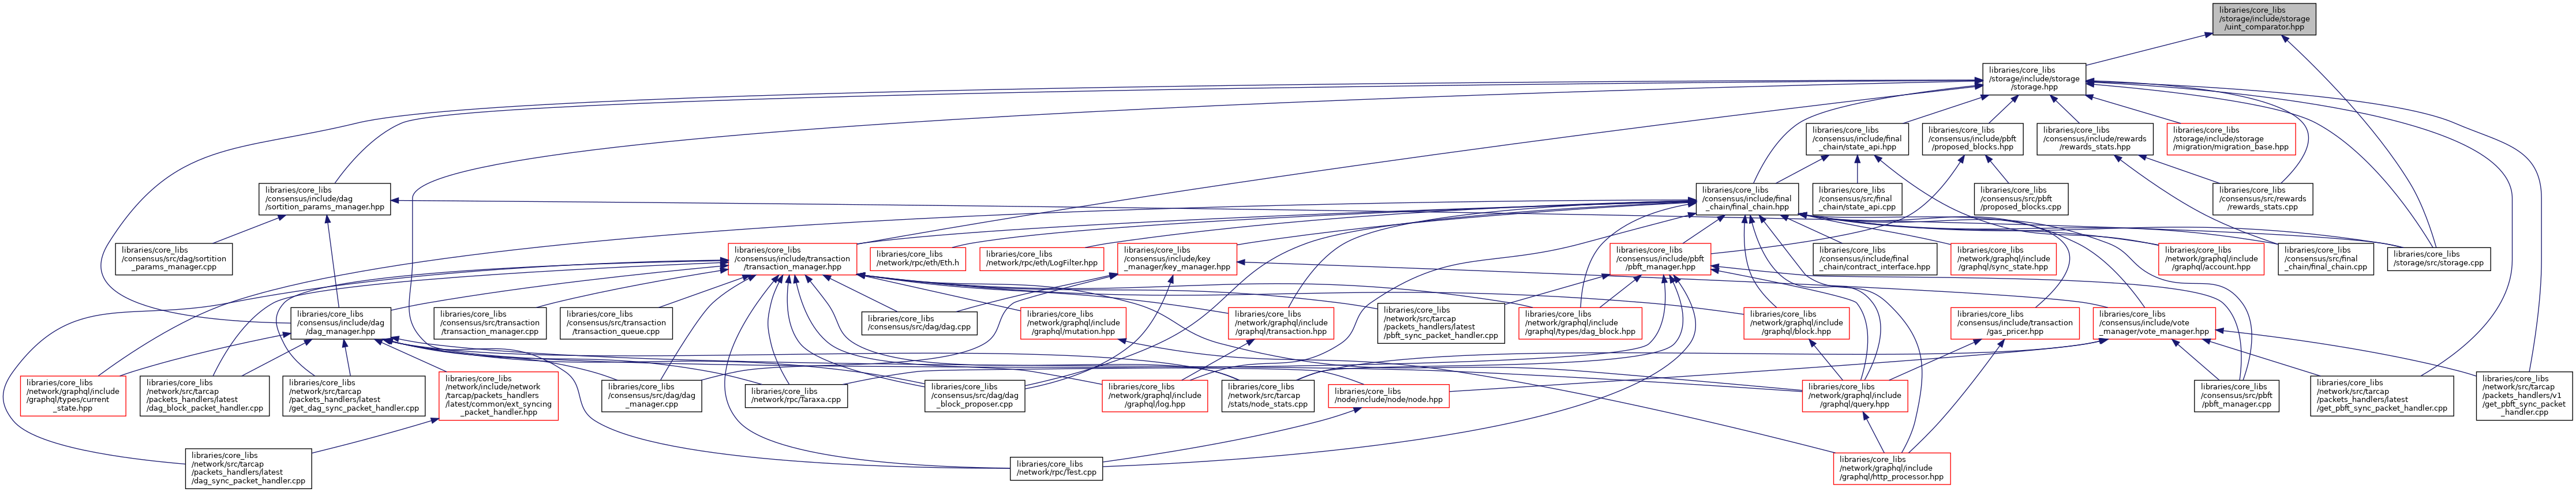 libraries/core_libs
/storage/include/storage
/uint_comparator.hpp
libraries/core_libs
/storage/include/storage
/storage.hpp
libraries/core_libs
/consensus/include/final
_chain/state_api.hpp
libraries/core_libs
/consensus/include/pbft
/proposed_blocks.hpp
libraries/core_libs
/consensus/include/rewards
/rewards_stats.hpp
libraries/core_libs
/storage/include/storage
/migration/migration_base.hpp
libraries/core_libs
/consensus/include/dag
/sortition_params_manager.hpp
libraries/core_libs
/consensus/include/final
_chain/final_chain.hpp
libraries/core_libs
/consensus/src/final
_chain/state_api.cpp
libraries/core_libs
/consensus/src/pbft
/proposed_blocks.cpp
libraries/core_libs
/consensus/src/rewards
/rewards_stats.cpp
libraries/core_libs
/consensus/src/dag/sortition
_params_manager.cpp
libraries/core_libs
/consensus/include/transaction
/transaction_manager.hpp
libraries/core_libs
/network/rpc/eth/Eth.h
libraries/core_libs
/network/rpc/eth/LogFilter.hpp
libraries/core_libs
/consensus/include/key
_manager/key_manager.hpp
libraries/core_libs
/consensus/include/pbft
/pbft_manager.hpp
libraries/core_libs
/consensus/include/final
_chain/contract_interface.hpp
libraries/core_libs
/network/graphql/include
/graphql/sync_state.hpp
libraries/core_libs
/network/graphql/include
/graphql/account.hpp
libraries/core_libs
/consensus/src/final
_chain/final_chain.cpp
libraries/core_libs
/storage/src/storage.cpp
libraries/core_libs
/consensus/include/dag
/dag_manager.hpp
libraries/core_libs
/consensus/src/transaction
/transaction_manager.cpp
libraries/core_libs
/consensus/src/transaction
/transaction_queue.cpp
libraries/core_libs
/consensus/src/dag/dag.cpp
libraries/core_libs
/network/graphql/include
/graphql/mutation.hpp
libraries/core_libs
/network/graphql/include
/graphql/transaction.hpp
libraries/core_libs
/network/src/tarcap
/packets_handlers/latest
/pbft_sync_packet_handler.cpp
libraries/core_libs
/network/graphql/include
/graphql/types/dag_block.hpp
libraries/core_libs
/network/graphql/include
/graphql/block.hpp
libraries/core_libs
/consensus/include/transaction
/gas_pricer.hpp
libraries/core_libs
/consensus/include/vote
_manager/vote_manager.hpp
libraries/core_libs
/network/graphql/include
/graphql/types/current
_state.hpp
libraries/core_libs
/network/src/tarcap
/packets_handlers/latest
/dag_block_packet_handler.cpp
libraries/core_libs
/network/src/tarcap
/packets_handlers/latest
/get_dag_sync_packet_handler.cpp
libraries/core_libs
/network/include/network
/tarcap/packets_handlers
/latest/common/ext_syncing
_packet_handler.hpp
libraries/core_libs
/consensus/src/dag/dag
_manager.cpp
libraries/core_libs
/network/rpc/Taraxa.cpp
libraries/core_libs
/consensus/src/dag/dag
_block_proposer.cpp
libraries/core_libs
/network/graphql/include
/graphql/log.hpp
libraries/core_libs
/network/src/tarcap
/stats/node_stats.cpp
libraries/core_libs
/node/include/node/node.hpp
libraries/core_libs
/network/graphql/include
/graphql/query.hpp
libraries/core_libs
/consensus/src/pbft
/pbft_manager.cpp
libraries/core_libs
/network/src/tarcap
/packets_handlers/latest
/get_pbft_sync_packet_handler.cpp
libraries/core_libs
/network/src/tarcap
/packets_handlers/v1
/get_pbft_sync_packet
_handler.cpp
libraries/core_libs
/network/src/tarcap
/packets_handlers/latest
/dag_sync_packet_handler.cpp
libraries/core_libs
/network/rpc/Test.cpp
libraries/core_libs
/network/graphql/include
/graphql/http_processor.hpp